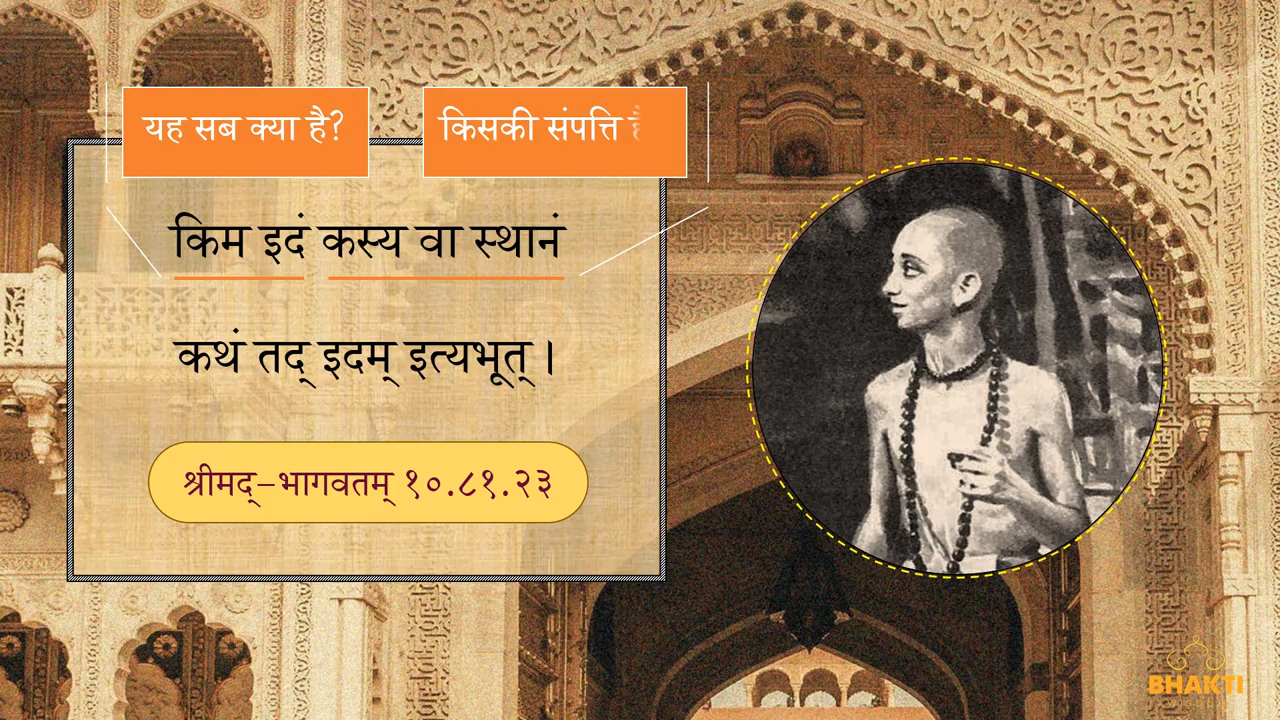 यह सब क्या है?
किसकी संपत्ति
किम इदं कस्य वा स्थानं
कथं तद् इदम् इत्यभूत् ।
श्रीमद्-भागवतम् १०.८१.२३
BHAKTI